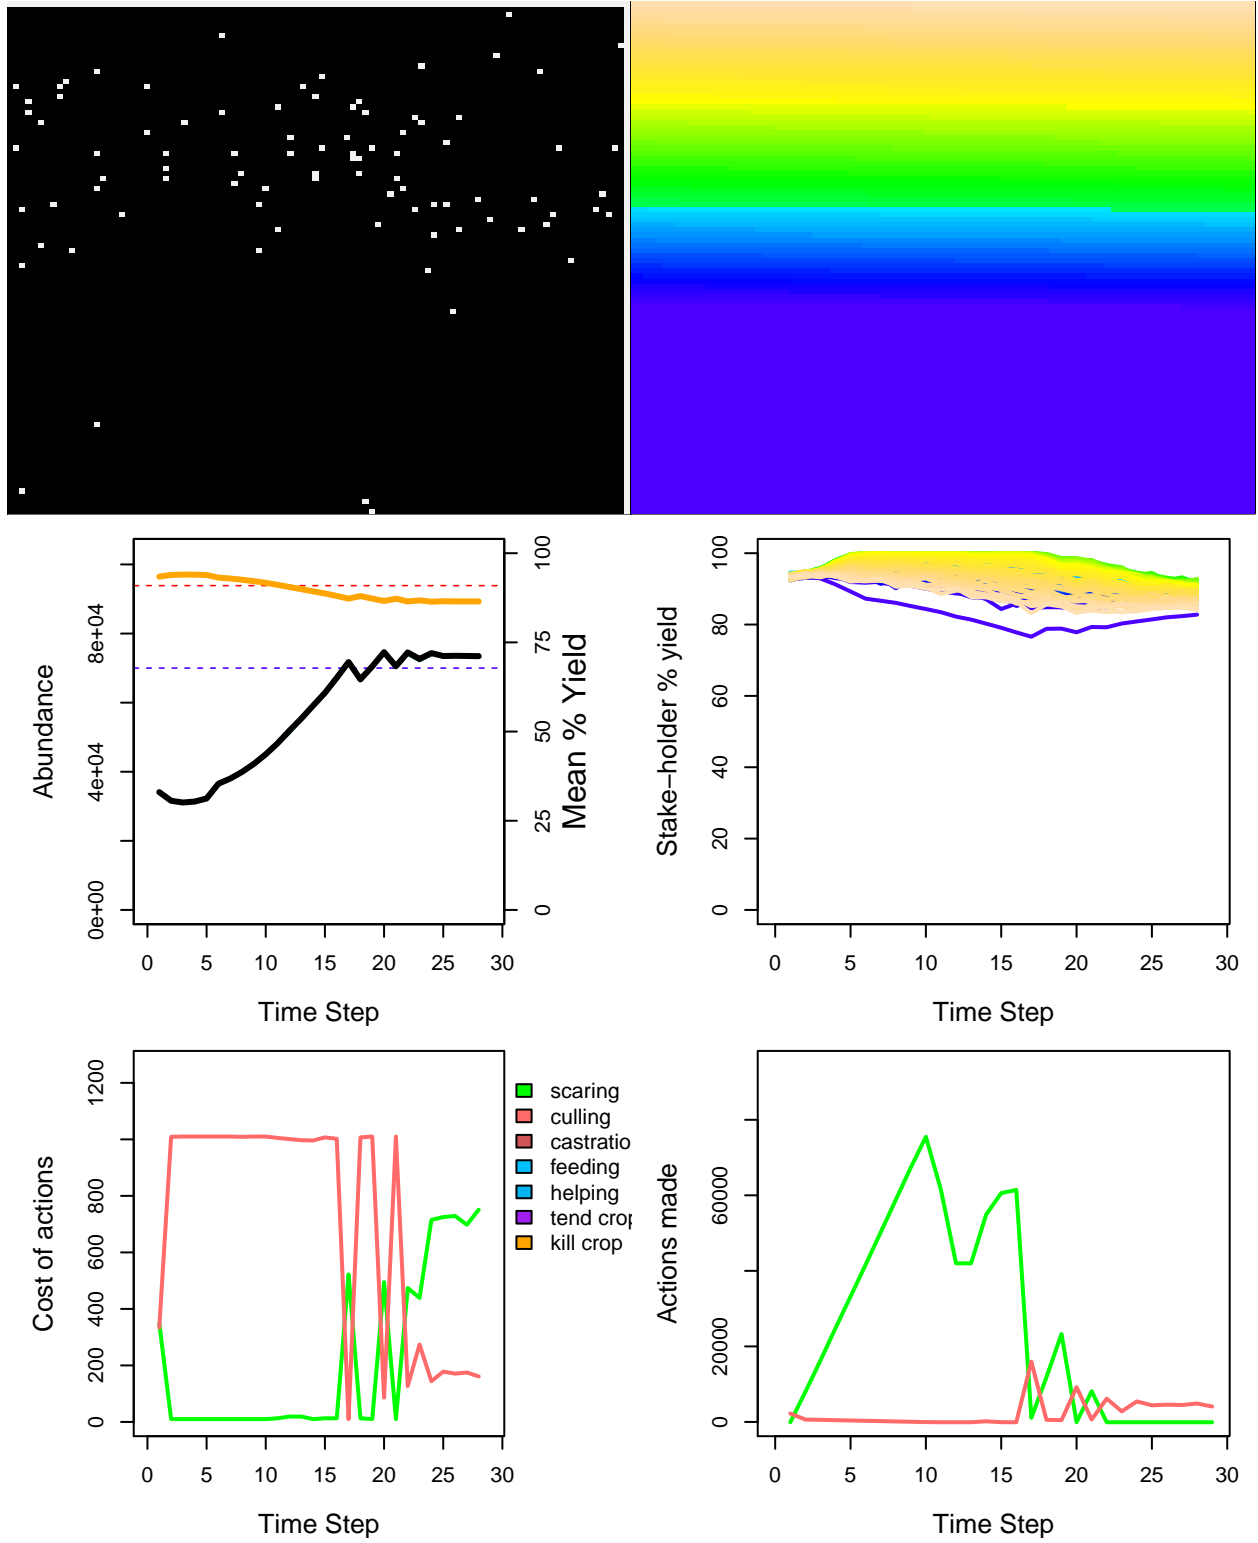 Abundance
0e+00
4e+04
8e+04
0
25
50
75
100
Mean % Yield
0
5
10
15
20
25
30
Time Step
Stake−holder % yield
0
20
40
60
80
100
0
5
10
15
20
25
30
Time Step
Cost of actions
0
200
400
600
800
1200
0
5
10
15
20
25
30
Time Step
scaring
culling
castratio
feeding
helping
tend crop
kill crop
Actions made
0
20000
60000
0
5
10
15
20
25
30
Time Step